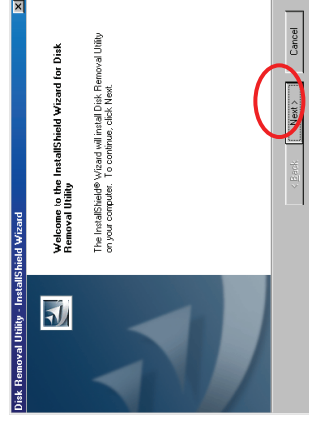 Disk Removal Utility - InstallShield Wizard
Welcome to the InstallShield Wizard for Disk
Removal Utility
The InstallShield® Wizard will install Disk Removal Utility
on your computer.  To continue, click Next.
< Back
Next >
Cancel